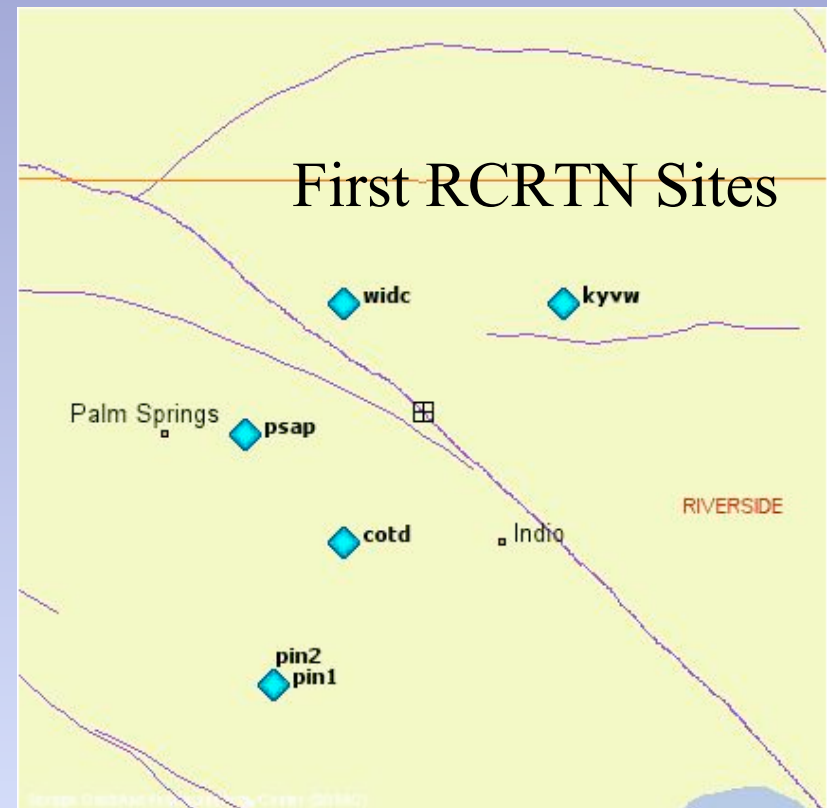 First RCRTN Sites
widc
kyvw
Palm Springs
psap
RIVERSIDE
cotd
Indio
pin2
pin1